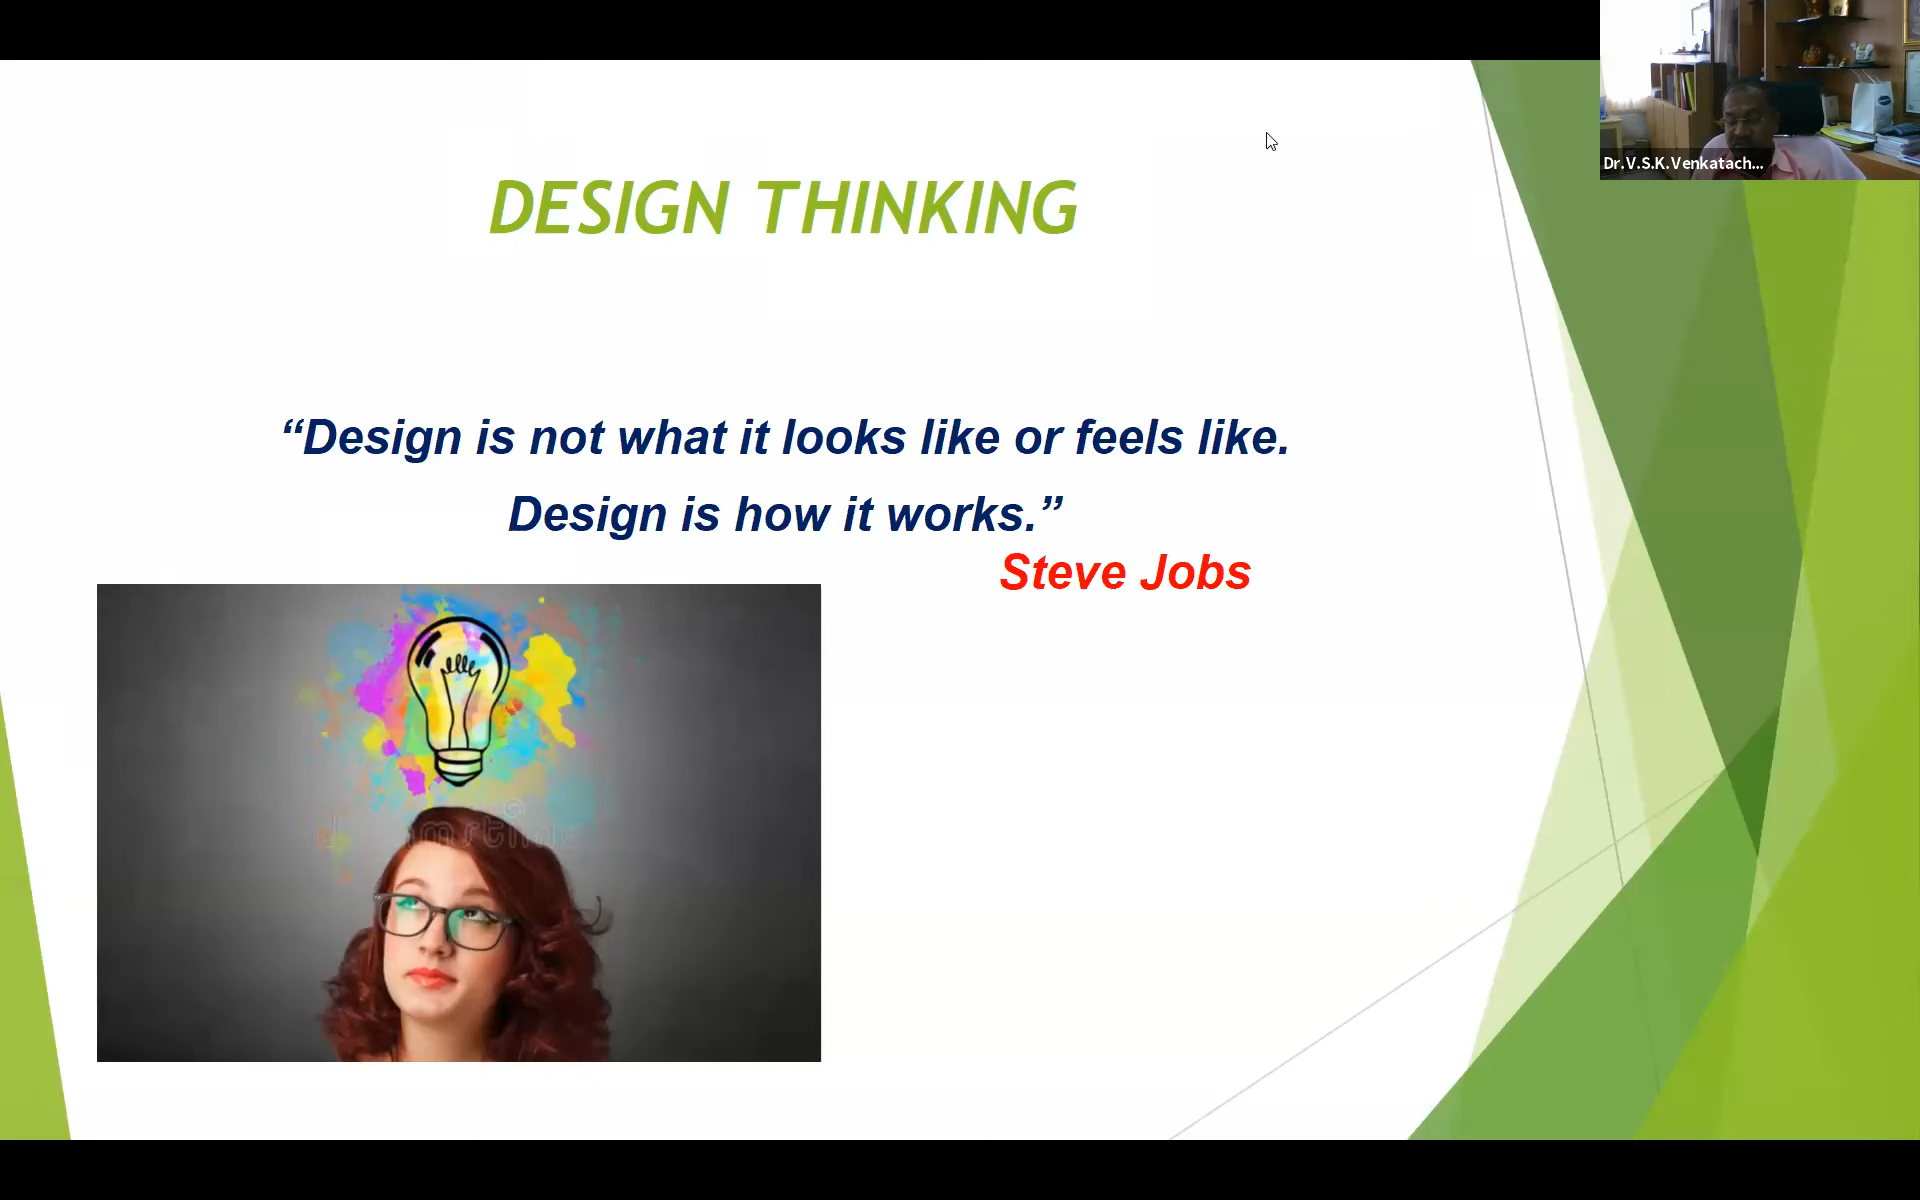 Dr.V.S.K.Venkatach...
DESIGN THINKING
“Design is not what it looks like or feels like.
Design is how it works.”
Steve Jobs